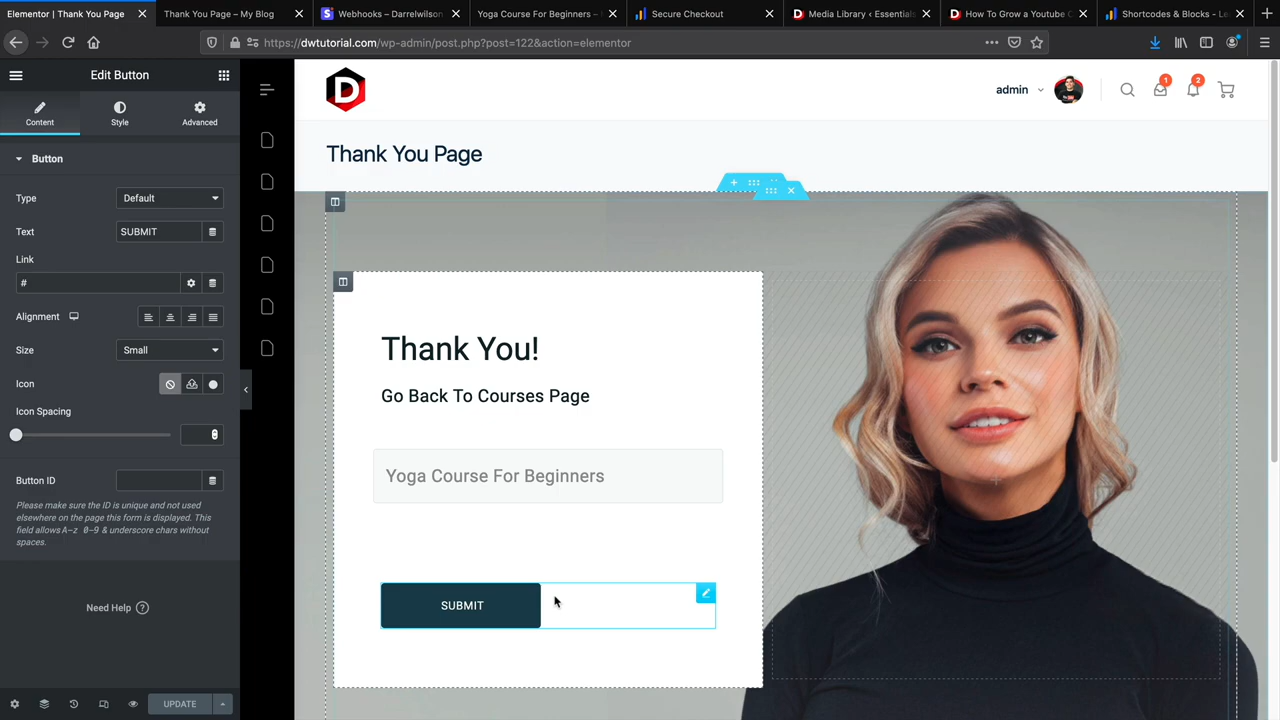 Elementor | Thank You Page
Thank You Page – My Blog
Webhooks – Darrelwilson
Yoga Course For Beginners –
Secure Checkout
Media Library ‹ Essentials
How To Grow a Youtube C
Shortcodes & Blocks - Le
https://dwtutorial.com/wp-admin/post.php?post=122&action=elementor
Edit Button
Content
Style
Advanced
Button
Type
Default
Text
SUBMIT
Link
#
Alignment
Size
Small
Icon
Icon Spacing
Button ID
Please make sure the ID is unique and not used
elsewhere on the page this form is displayed. This
field allows A–z 0–9 & underscore chars without
spaces.
Need Help ?
UPDATE
D
admin
1
2
Thank You Page
Thank You!
Go Back To Courses Page
Yoga Course For Beginners
SUBMIT